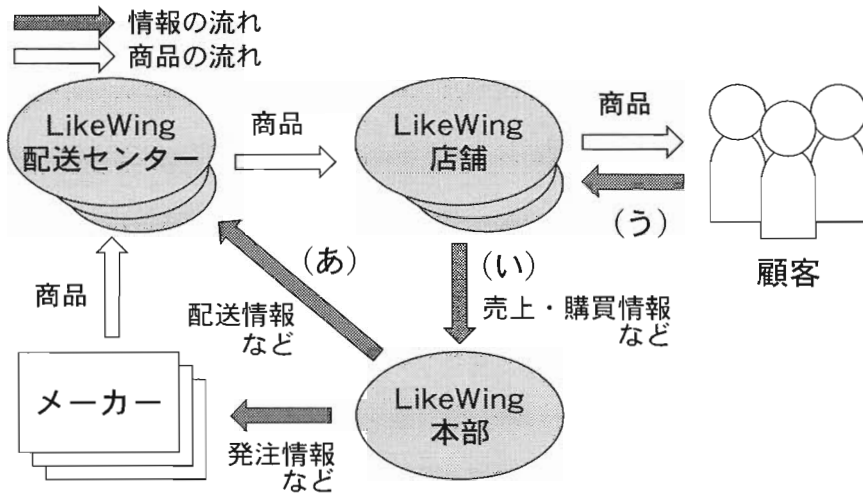 情報の流れ
商品の流れ
LikeWing
配送センター
商品
LikeWing
店舗
商品
(う)
顧客
(あ)
(い)
商品
配送情報
など
売上・購買情報
など
メーカー
LikeWing
本部
発注情報
など